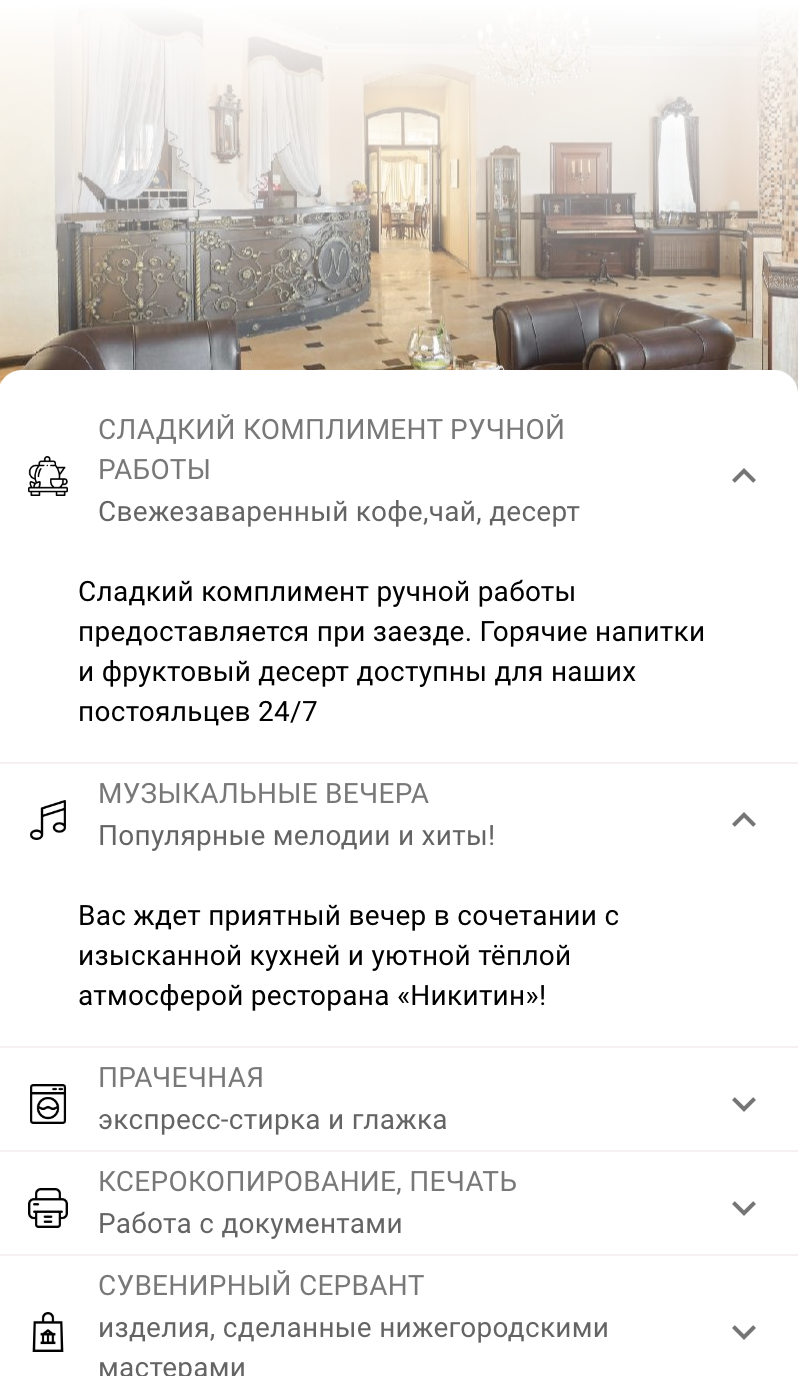 N
СЛАДКИЙ КОМПЛИМЕНТ РУЧНОЙ
РАБОТЫ
Свежезаваренный кофе,чай, десерт
Сладкий комплимент ручной работы
предоставляется при заезде. Горячие напитки
и фруктовый десерт доступны для наших
постояльцев 24/7
МУЗЫКАЛЬНЫЕ ВЕЧЕРА
Популярные мелодии и хиты!
Вас ждет приятный вечер в сочетании с
изысканной кухней и уютной тёплой
атмосферой ресторана «Никитин»!
ПРАЧЕЧНАЯ
экспресс-стирка и глажка
КСЕРОКОПИРОВАНИЕ, ПЕЧАТЬ
Работа с документами
СУВЕНИРНЫЙ СЕРВАНТ
изделия, сделанные нижегородскими
мастерами